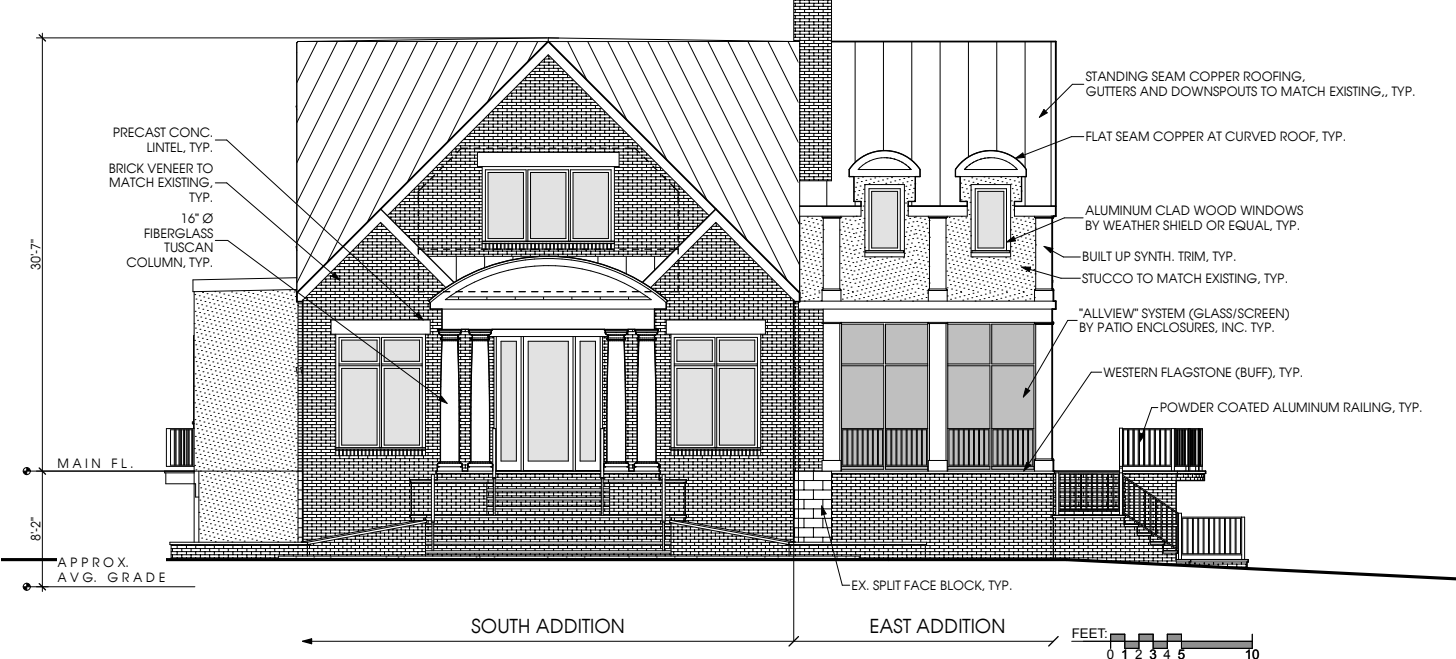 STANDING SEAM COPPER ROOFING,
GUTTERS AND DOWNSPOUTS TO MATCH EXISTING,, TYP.
FLAT SEAM COPPER AT CURVED ROOF, TYP.
PRECAST CONC.
LINTEL, TYP.
BRICK VENEER TO
MATCH EXISTING,
TYP.
16" Ø
FIBERGLASS
TUSCAN
COLUMN, TYP.
ALUMINUM CLAD WOOD WINDOWS
BY WEATHER SHIELD OR EQUAL, TYP.
BUILT UP SYNTH. TRIM, TYP.
STUCCO TO MATCH EXISTING, TYP.
30'-7"
"ALLVIEW" SYSTEM (GLASS/SCREEN)
BY PATIO ENCLOSURES, INC. TYP.
WESTERN FLAGSTONE (BUFF), TYP.
POWDER COATED ALUMINUM RAILING, TYP.
MAIN FL.
8'-2"
APPROX.
AVG. GRADE
EX. SPLIT FACE BLOCK, TYP.
SOUTH ADDITION
EAST ADDITION
FEET:
0 1 2 3 4 5 10